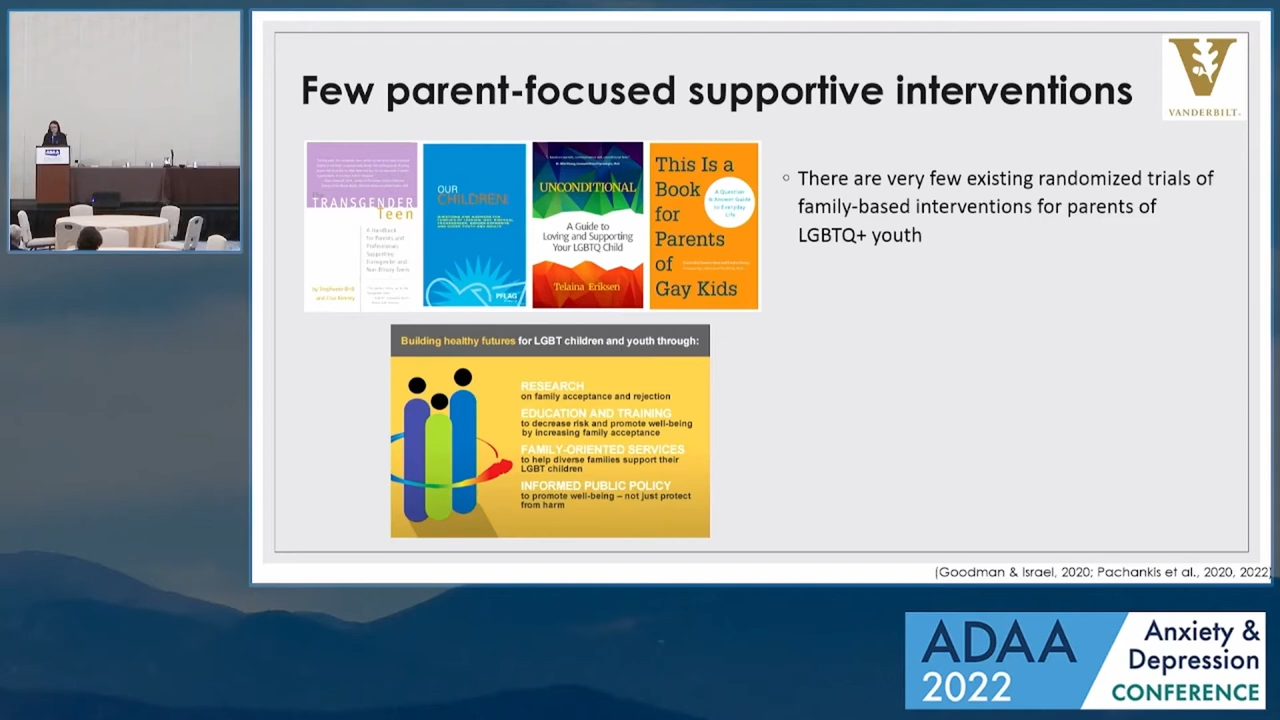 Few parent-focused supportive interventions
VANDERBILT
TRANSGENDER
Teen
A Handbook
for Parents and
Professionals
Supporting
Transgender and
Non-Binary Teens
by Stephanie Brill
and Lisa Kenney
OUR
CHILDREN:
PFLAG
UNCONDITIONAL
A Guide to
Loving and Supporting
Your LGBTQ Child
Telaina Eriksen
This Is a
Book
for
Parents
of
Gay Kids
A Question
& Answer Guide
to Everyday
Life
◦ There are very few existing randomized trials of
family-based interventions for parents of
LGBTQ+ youth
Building healthy futures for LGBT children and youth through:
RESEARCH
on family acceptance and rejection
EDUCATION AND TRAINING
to decrease risk and promote well-being
by increasing family acceptance
FAMILY-ORIENTED SERVICES
to help diverse families support their
LGBT children
INFORMED PUBLIC POLICY
to promote well-being – not just protect
from harm
(Goodman & Israel, 2020; Pachankis et al., 2020, 2022)
ADAA
2022
Anxiety &
Depression
CONFERENCE